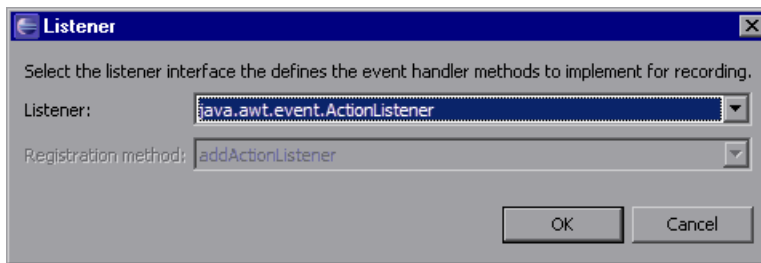 Listener
Select the listener interface the defines the event handler methods to implement for recording.
Listener: java.awt.event.ActionListener
Registration method: addActionListener
OK Cancel